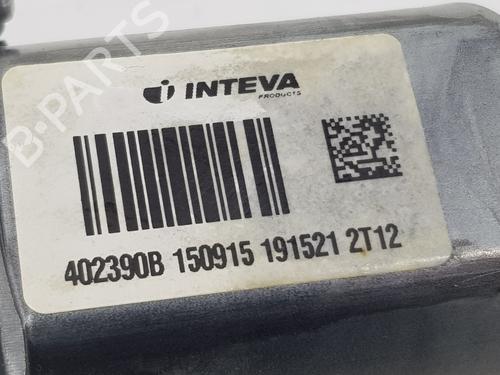 INTEVA
PRODUCTS
402390B 150915 191521 2T12
B-PARTS